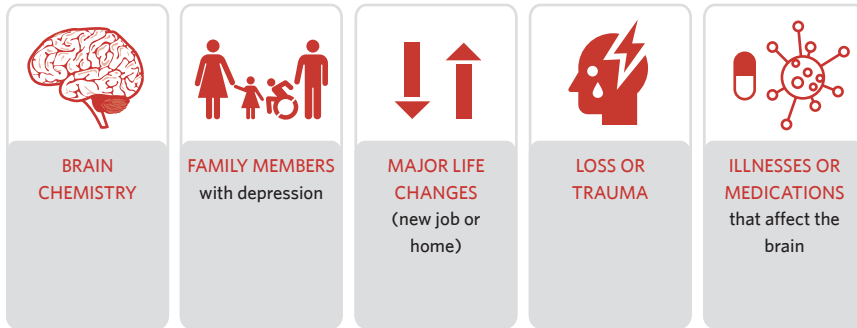 BRAIN
CHEMISTRY
FAMILY MEMBERS
with depression
MAJOR LIFE
CHANGES
(new job or
home)
LOSS OR
TRAUMA
ILLNESSES OR
MEDICATIONS
that affect the
brain